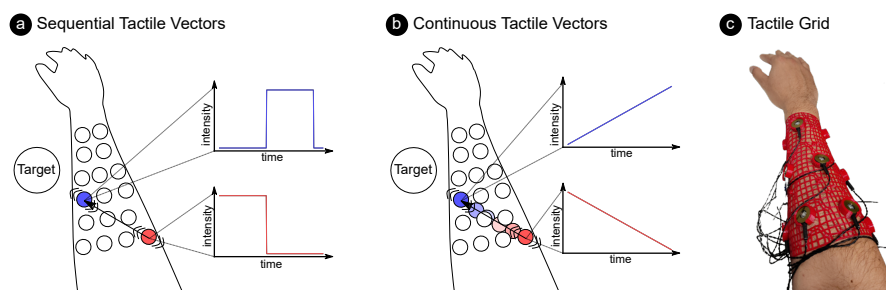 a Sequential Tactile Vectors
intensity
time
Target
intensity
time
b Continuous Tactile Vectors
intensity
time
Target
intensity
time
c Tactile Grid